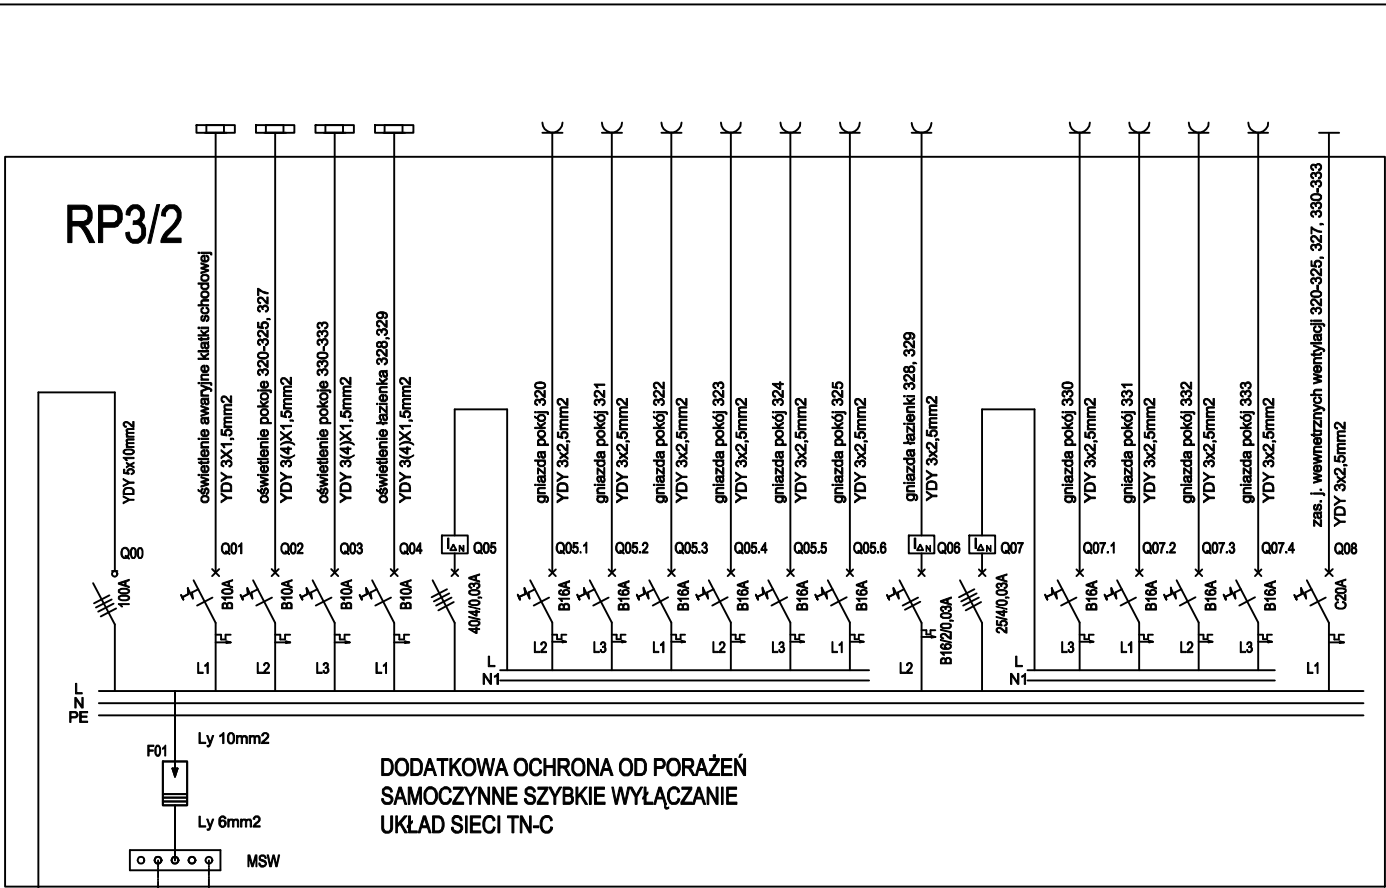 RP3/2
YDY 5x10mm2
Q00
100A
oświetlenie awaryjne klatki schodowej
YDY 3X1,5mm2
Q01
B10A
L1
oświetlenie pokoje 320-325, 327
YDY 3(4)X1,5mm2
Q02
B10A
L2
oświetlenie pokoje 330-333
YDY 3(4)X1,5mm2
Q03
B10A
L3
oświetlenie łazienka 328,329
YDY 3(4)X1,5mm2
Q04
B10A
L1
I∆N
Q05
40/4/0,03A
gniazda pokój 320
YDY 3x2,5mm2
Q05.1
B16A
L2
gniazda pokój 321
YDY 3x2,5mm2
Q05.2
B16A
L3
gniazda pokój 322
YDY 3x2,5mm2
Q05.3
B16A
L1
gniazda pokój 323
YDY 3x2,5mm2
Q05.4
B16A
L2
gniazda pokój 324
YDY 3x2,5mm2
Q05.5
B16A
L3
gniazda pokój 325
YDY 3x2,5mm2
Q05.6
B16A
L1
L
N1
gniazda łazienki 328, 329
YDY 3x2,5mm2
I∆N
Q06
B16/2/0,03A
L2
I∆N
Q07
25/4/0,03A
gniazda pokój 330
YDY 3x2,5mm2
Q07.1
B16A
L3
gniazda pokój 331
YDY 3x2,5mm2
Q07.2
B16A
L1
gniazda pokój 332
YDY 3x2,5mm2
Q07.3
B16A
L2
gniazda pokój 333
YDY 3x2,5mm2
Q07.4
B16A
L3
L
N1
zas. j. wewnetrznych wentylacji 320-325, 327, 330-333
YDY 3x2,5mm2
Q08
C20A
L1
L
N
PE
Ly 10mm2
F01
Ly 6mm2
MSW
DODATKOWA OCHRONA OD PORAŻEŃ
SAMOCZYNNE SZYBKIE WYŁĄCZANIE
UKŁAD SIECI TN-C